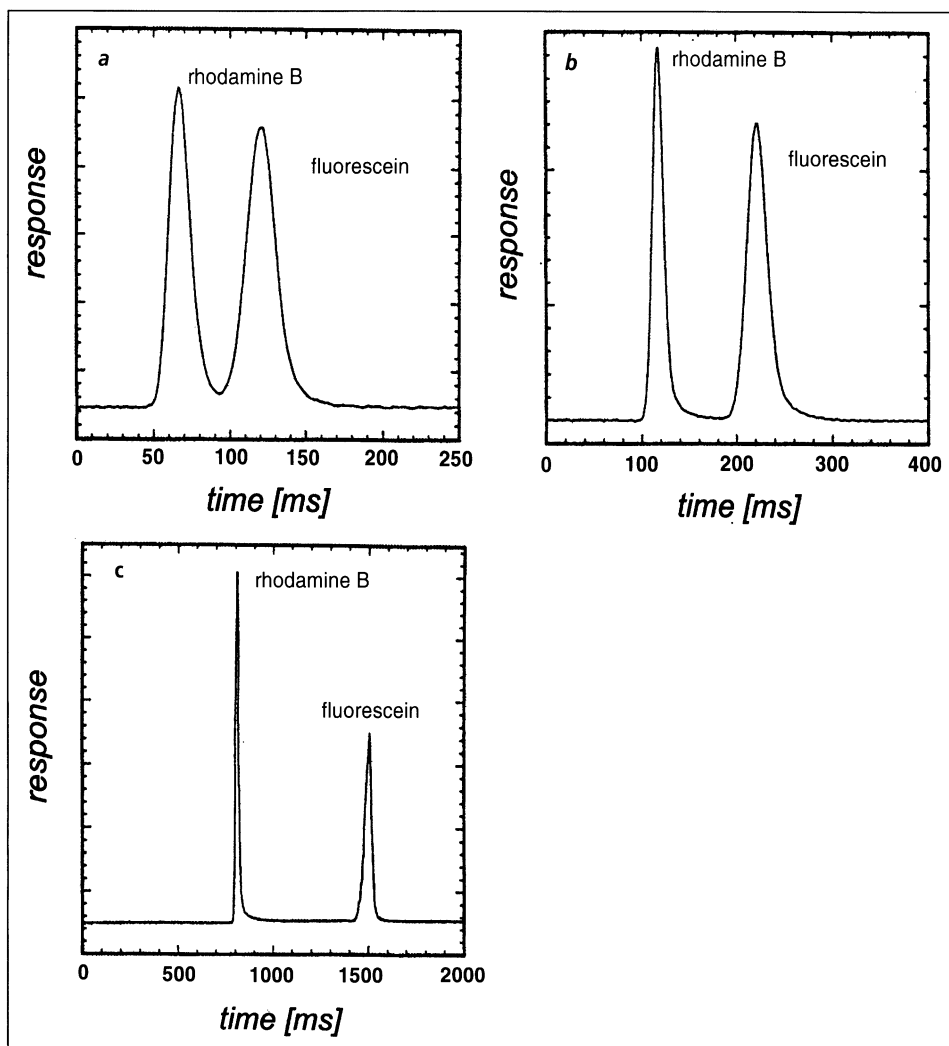 a
rhodamine B
fluorescein
response
0 50 100 150 200 250
time [ms]
b
rhodamine B
fluorescein
response
0 100 200 300 400
time [ms]
c
rhodamine B
fluorescein
response
0 500 1000 1500 2000
time [ms]